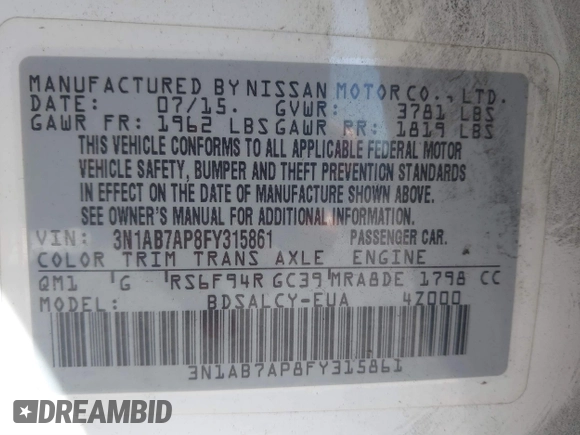 MANUFACTURED BY NISSAN MOTOR CO., LTD.
DATE: 07/15. GVWR: 3781 LBS
GAWR FR: 1962 LBS GAWR RR: 1819 LBS
THIS VEHICLE CONFORMS TO ALL APPLICABLE FEDERAL MOTOR
VEHICLE SAFETY, BUMPER AND THEFT PREVENTION STANDARDS
IN EFFECT ON THE DATE OF MANUFACTURE SHOWN ABOVE.
SEE OWNER'S MANUAL FOR ADDITIONAL INFORMATION
VIN: 3N1AB7AP8FY315861 PASSENGER CAR.
COLOR TRIM TRANS AXLE ENGINE
QM1 G RS6F94R GC39 MRA8DE 1798 CC
MODEL: BDSALCY-EUA 4Z000
3N1AB7AP8FY315861
DREAMBID